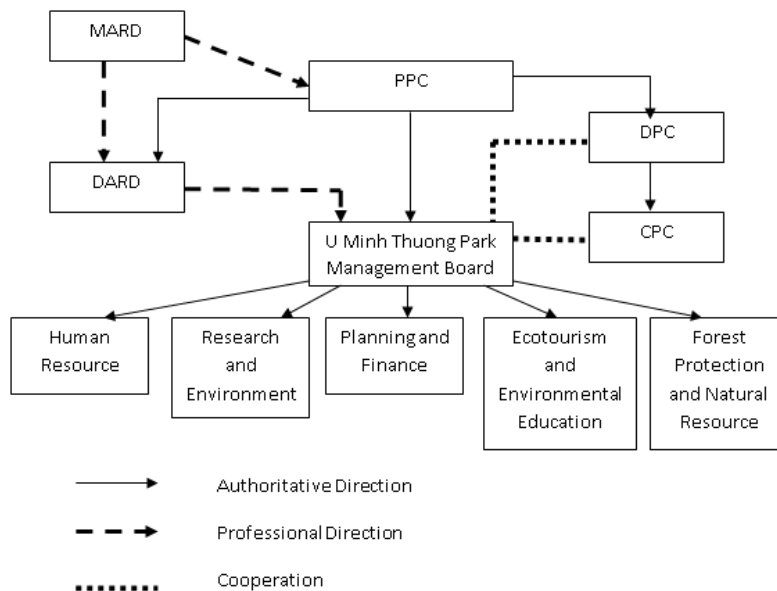 MARD
PPC
DPC
DARD
CPC
U Minh Thuong Park
Management Board
Human
Resource
Research
and
Environment
Planning and
Finance
Ecotourism
and
Environmental
Education
Forest
Protection
and Natural
Resource
Authoritative Direction
Professional Direction
Cooperation